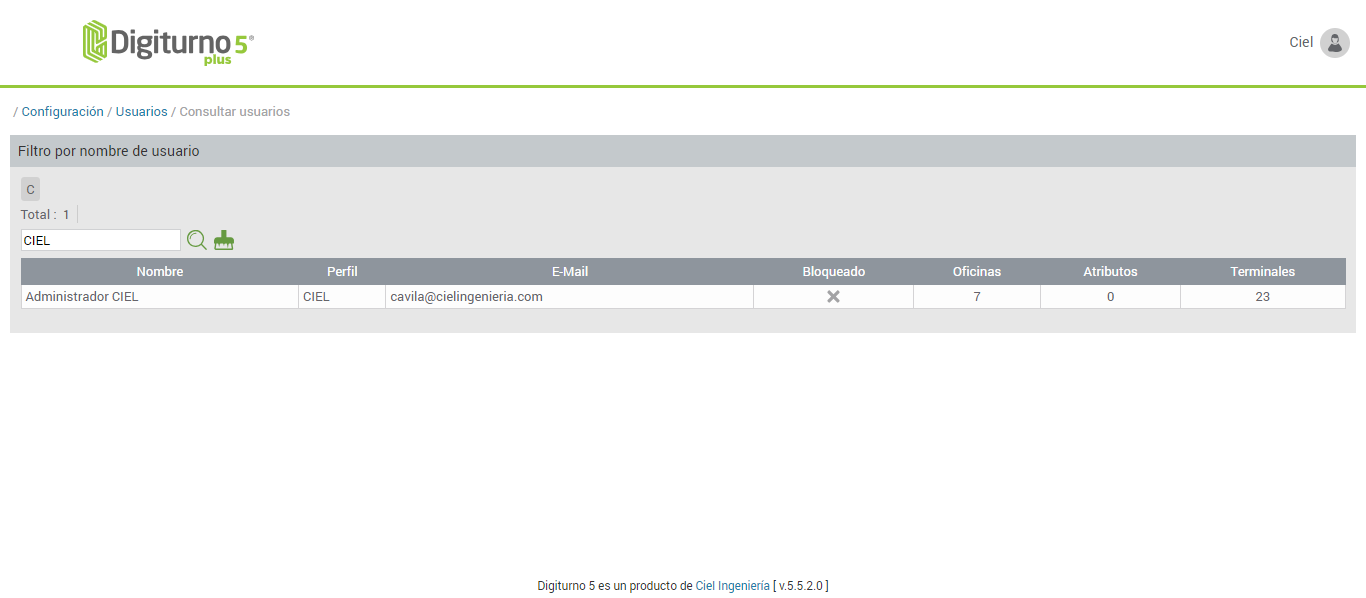 Digiturno 5®
plus
Ciel
/ Configuración / Usuarios / Consultar usuarios
Filtro por nombre de usuario
C
Total : 1
CIEL
Nombre Perfil E-Mail Bloqueado Oficinas Atributos Terminales
Administrador CIEL CIEL cavila@cielingenieria.com 7 0 23
Digiturno 5 es un producto de Ciel Ingeniería [ v.5.5.2.0 ]